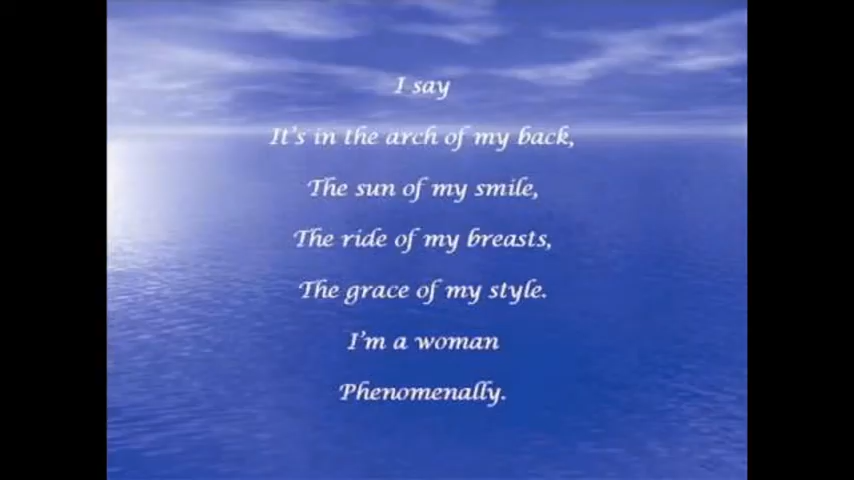 I say
It's in the arch of my back,
The sun of my smile,
The ride of my breasts,
The grace of my style.
I'm a woman
Phenomenally.